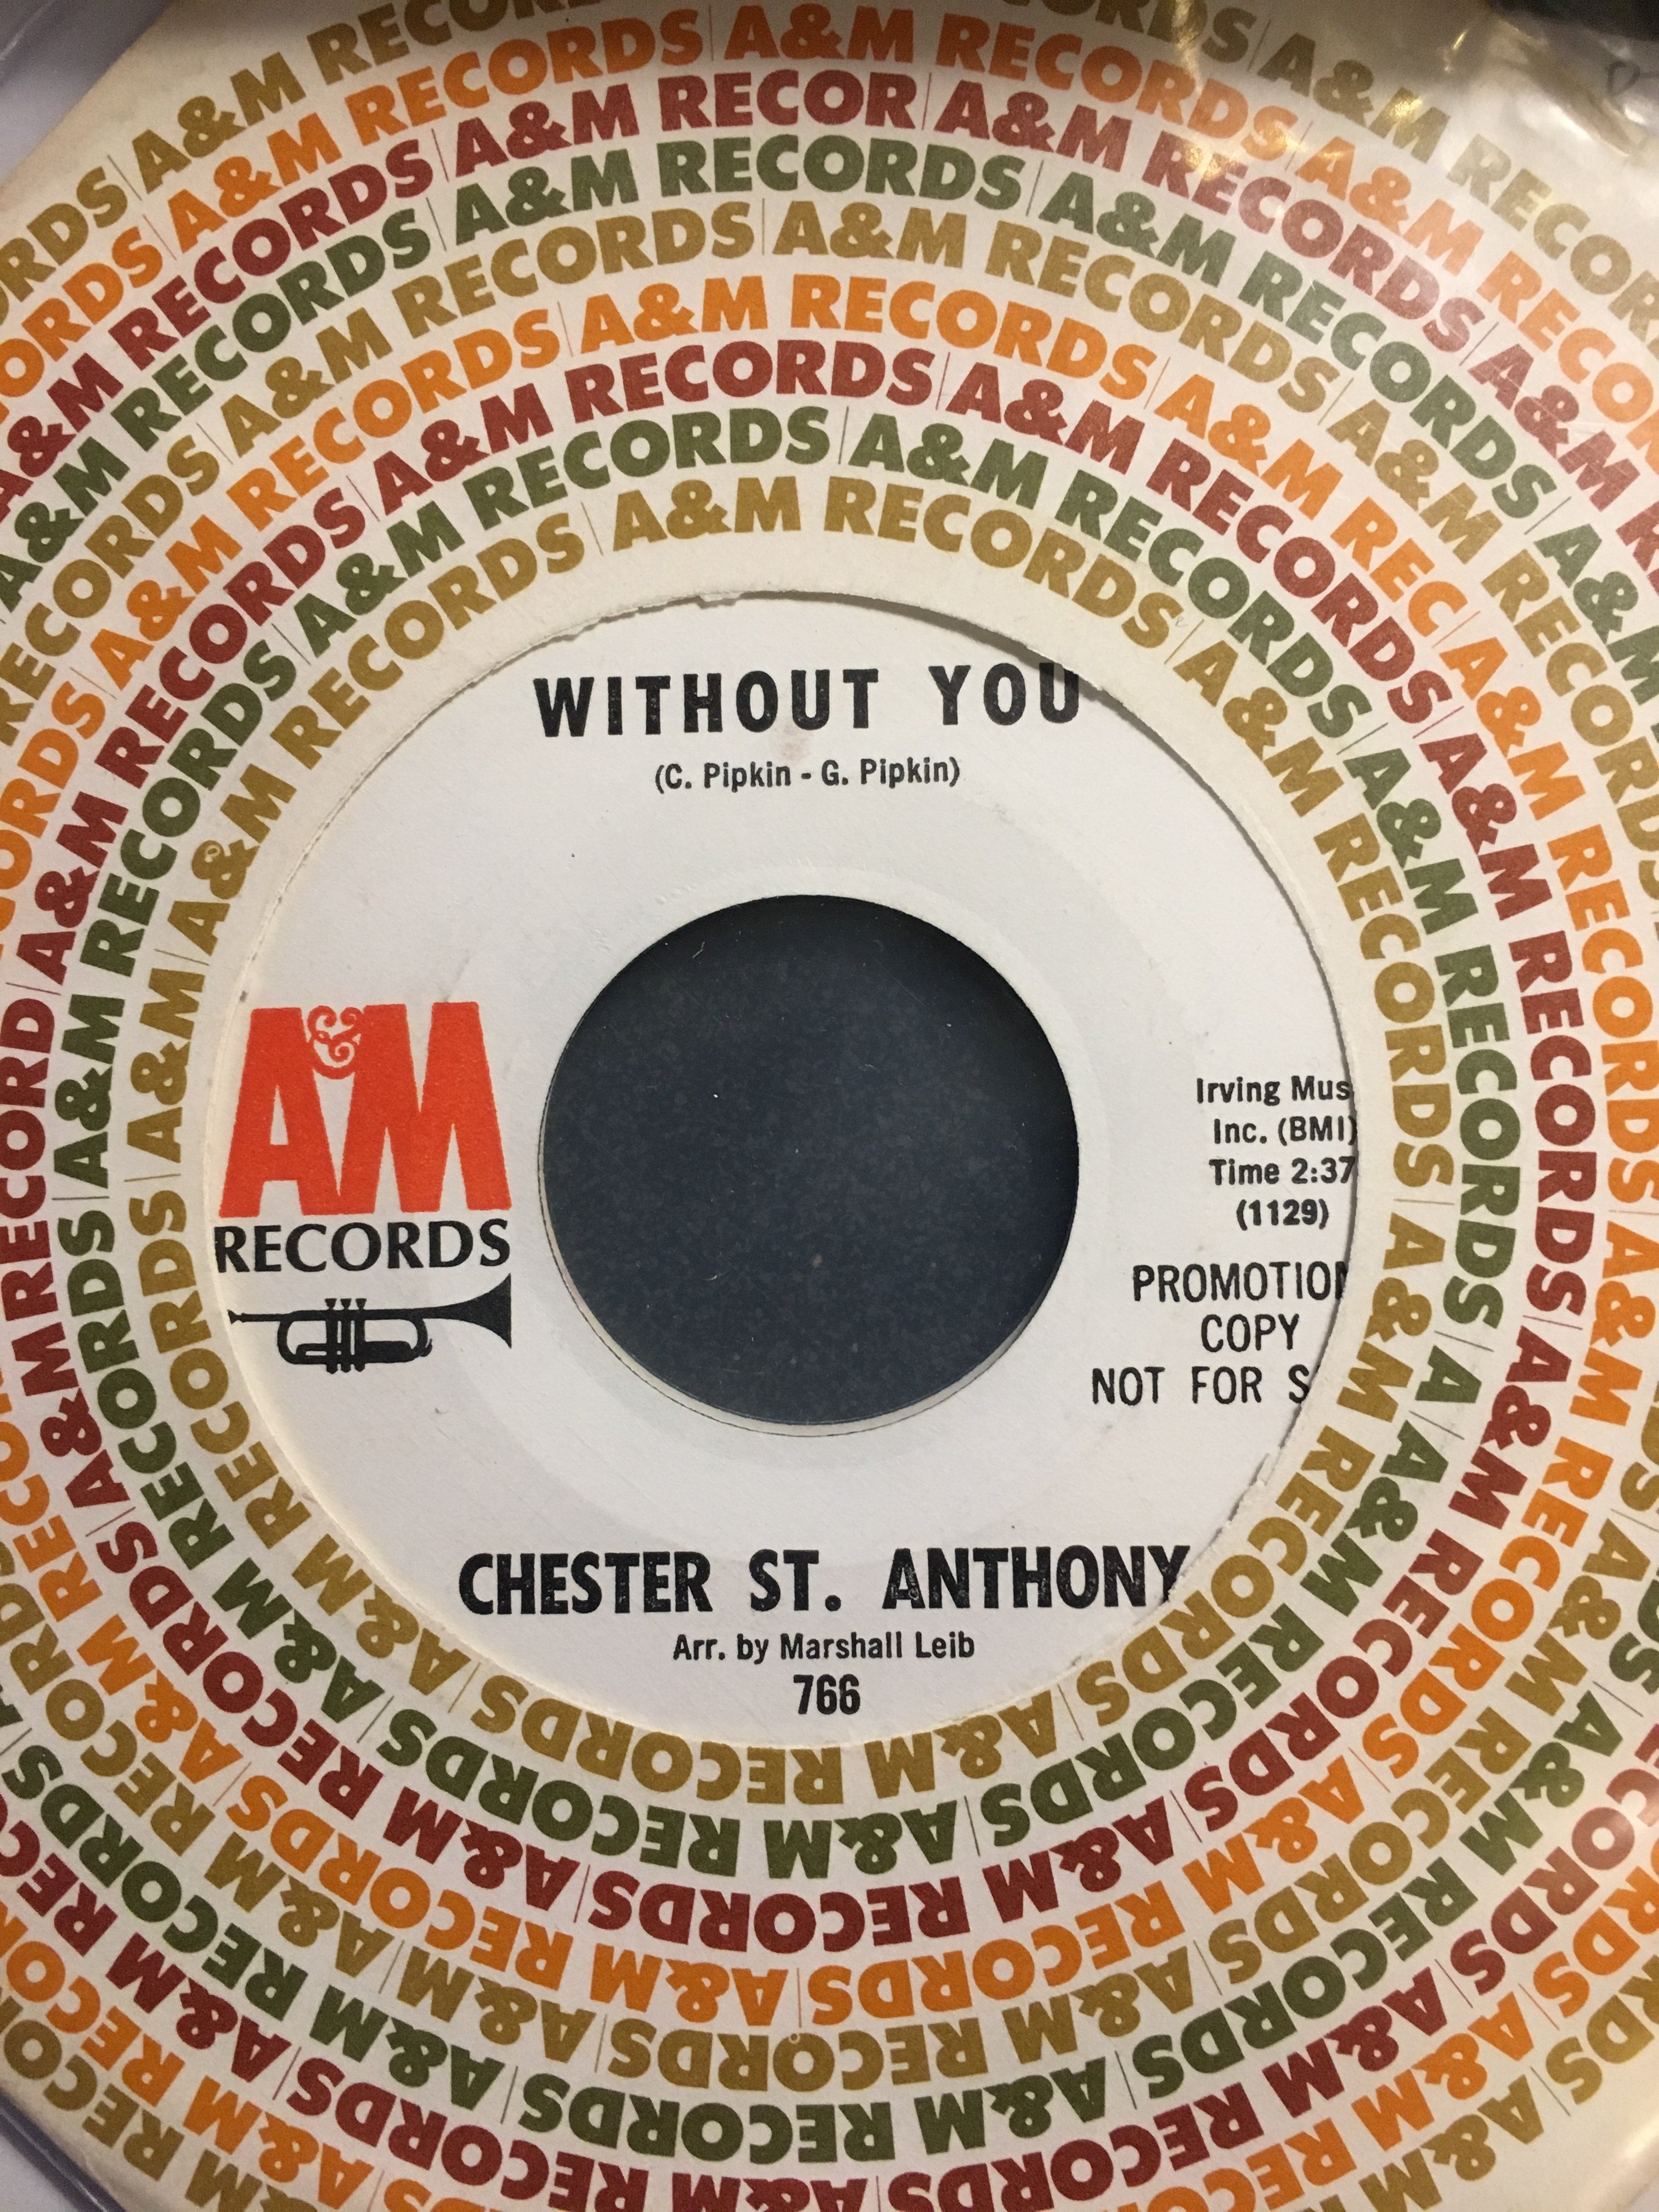 A&M RECORDS
WITHOUT YOU
(C. Pipkin - G. Pipkin)
A&M
RECORDS
Irving Mus
Inc. (BMI)
Time 2:37
(1129)
PROMOTION
COPY
NOT FOR S
CHESTER ST. ANTHONY
Arr. by Marshall Leib
766